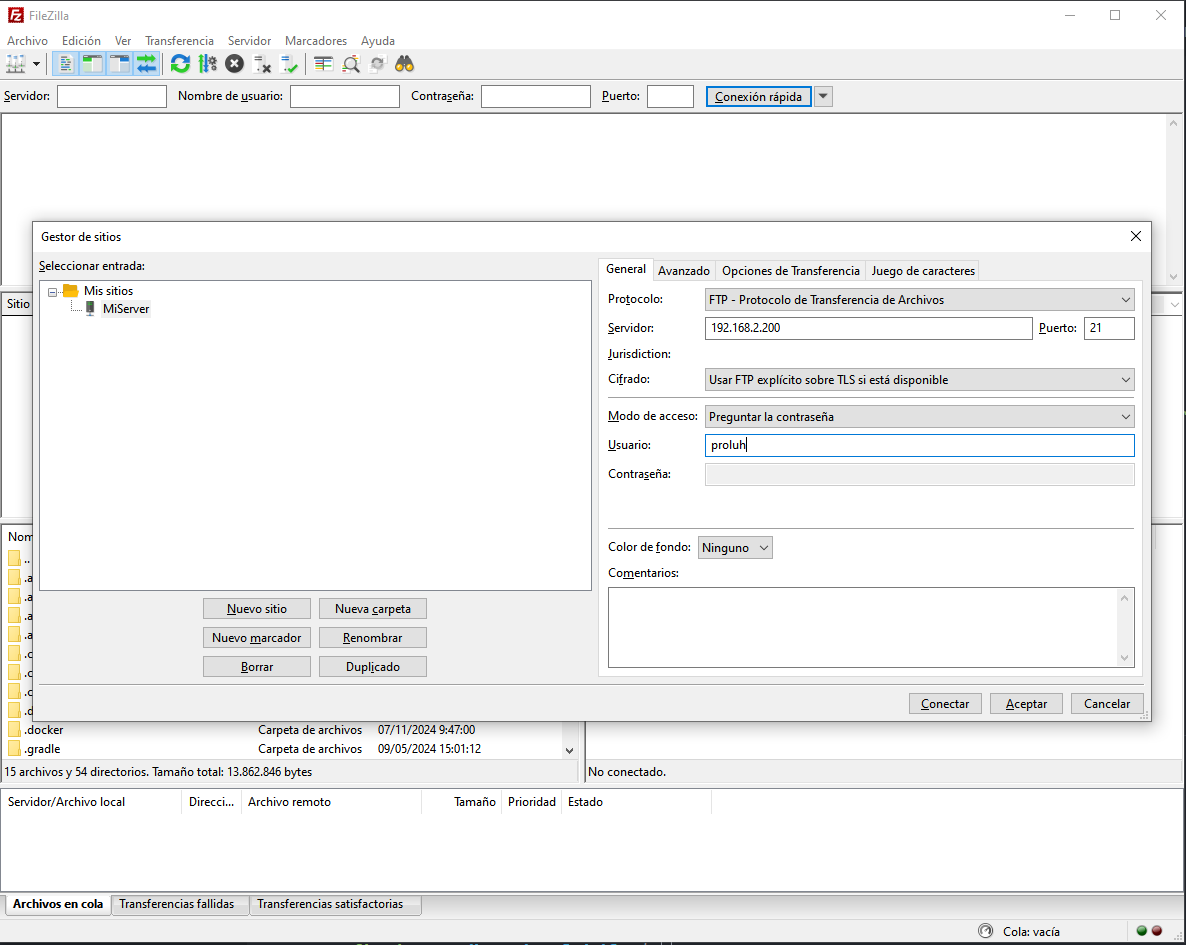 FileZilla
Archivo Edición Ver Transferencia Servidor Marcadores Ayuda
Servidor: Nombre de usuario: Contraseña: Puerto: Conexión rápida
Gestor de sitios
Seleccionar entrada:
Mis sitios
MiServer
Nuevo sitio Nueva carpeta
Nuevo marcador Renombrar
Borrar Duplicado
General Avanzado Opciones de Transferencia Juego de caracteres
Protocolo: FTP - Protocolo de Transferencia de Archivos
Servidor: 192.168.2.200 Puerto: 21
Jurisdiction:
Cifrado: Usar FTP explícito sobre TLS si está disponible
Modo de acceso: Preguntar la contraseña
Usuario: proluh
Contraseña:
Color de fondo: Ninguno
Comentarios:
Conectar Aceptar Cancelar
Sitio
Nom
..
.a
.a
.a
.a
.c
.c
.c
.d
.docker Carpeta de archivos 07/11/2024 9:47:00
.gradle Carpeta de archivos 09/05/2024 15:01:12
15 archivos y 54 directorios. Tamaño total: 13.862.846 bytes
No conectado.
Servidor/Archivo local Direcci... Archivo remoto Tamaño Prioridad Estado
Archivos en cola Transferencias fallidas Transferencias satisfactorias
Cola: vacía